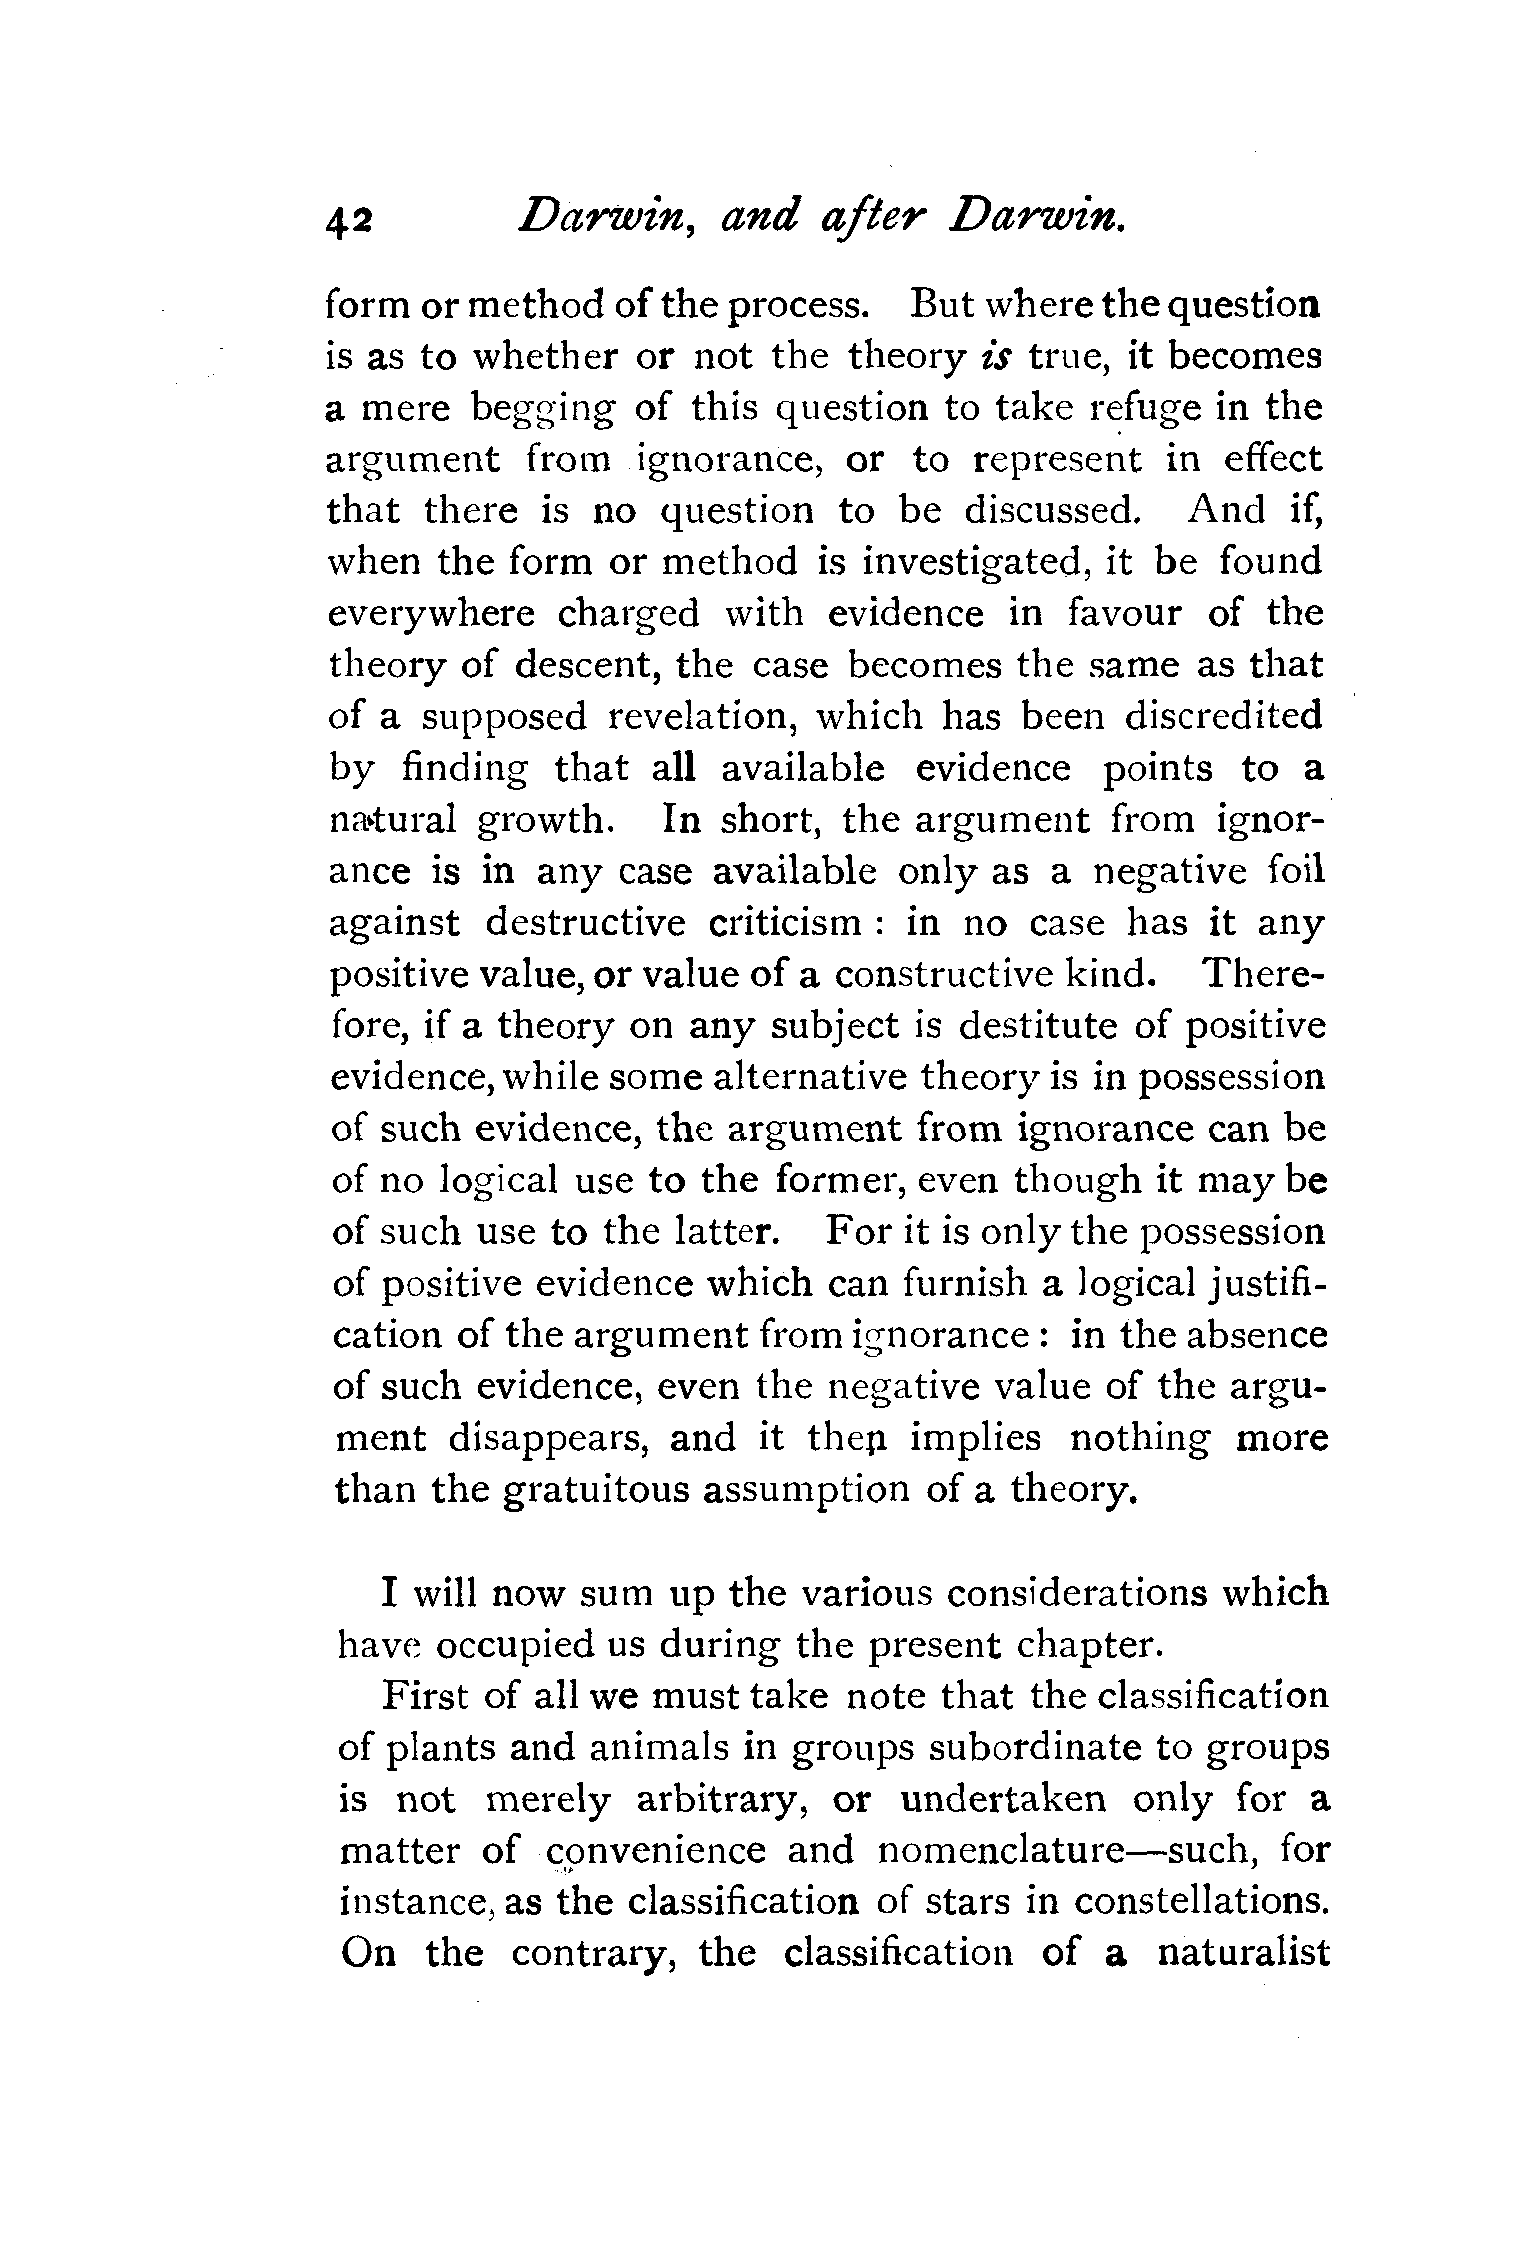 42 Darwin, and after Darwin.
form or method of the process. But where the question
is as to whether or not the theory is true, it becomes
a mere begging of this question to take refuge in the
argument from ignorance, or to represent in effect
that there is no question to be discussed. And if,
when the form or method is investigated, it be found
everywhere charged with evidence in favour of the
theory of descent, the case becomes the same as that
of a supposed revelation, which has been discredited
by finding that all available evidence points to a
natural growth. In short, the argument from ignor-
ance is in any case available only as a negative foil
against destructive criticism : in no case has it any
positive value, or value of a constructive kind. There-
fore, if a theory on any subject is destitute of positive
evidence, while some alternative theory is in possession
of such evidence, the argument from ignorance can be
of no logical use to the former, even though it may be
of such use to the latter. For it is only the possession
of positive evidence which can furnish a logical justifi-
cation of the argument from ignorance : in the absence
of such evidence, even the negative value of the argu-
ment disappears, and it then implies nothing more
than the gratuitous assumption of a theory.
I will now sum up the various considerations which
have occupied us during the present chapter.
First of all we must take note that the classification
of plants and animals in groups subordinate to groups
is not merely arbitrary, or undertaken only for a
matter of convenience and nomenclature—such, for
instance, as the classification of stars in constellations.
On the contrary, the classification of a naturalist